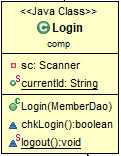 <<Java Class>>
Login
comp
sc: Scanner
currentId: String
Login(MemberDao)
chkLogin():boolean
logout():void